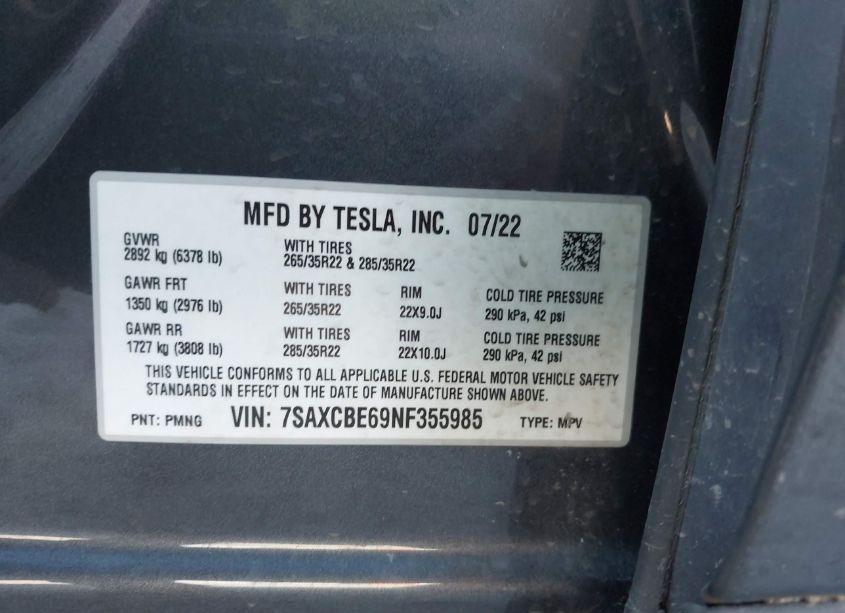 MFD BY TESLA, INC. 07/22
GVWR
2892 kg (6378 lb)
WITH TIRES
265/35R22 & 285/35R22
GAWR FRT
1350 kg (2976 lb)
WITH TIRES
265/35R22
RIM
22X9.0J
COLD TIRE PRESSURE
290 kPa, 42 psi
GAWR RR
1727 kg (3808 lb)
WITH TIRES
285/35R22
RIM
22X10.0J
COLD TIRE PRESSURE
290 kPa, 42 psi
THIS VEHICLE CONFORMS TO ALL APPLICABLE U.S. FEDERAL MOTOR VEHICLE SAFETY
STANDARDS IN EFFECT ON THE DATE OF MANUFACTURE SHOWN ABOVE.
PNT: PMNG VIN: 7SAXCBE69NF355985 TYPE: MPV